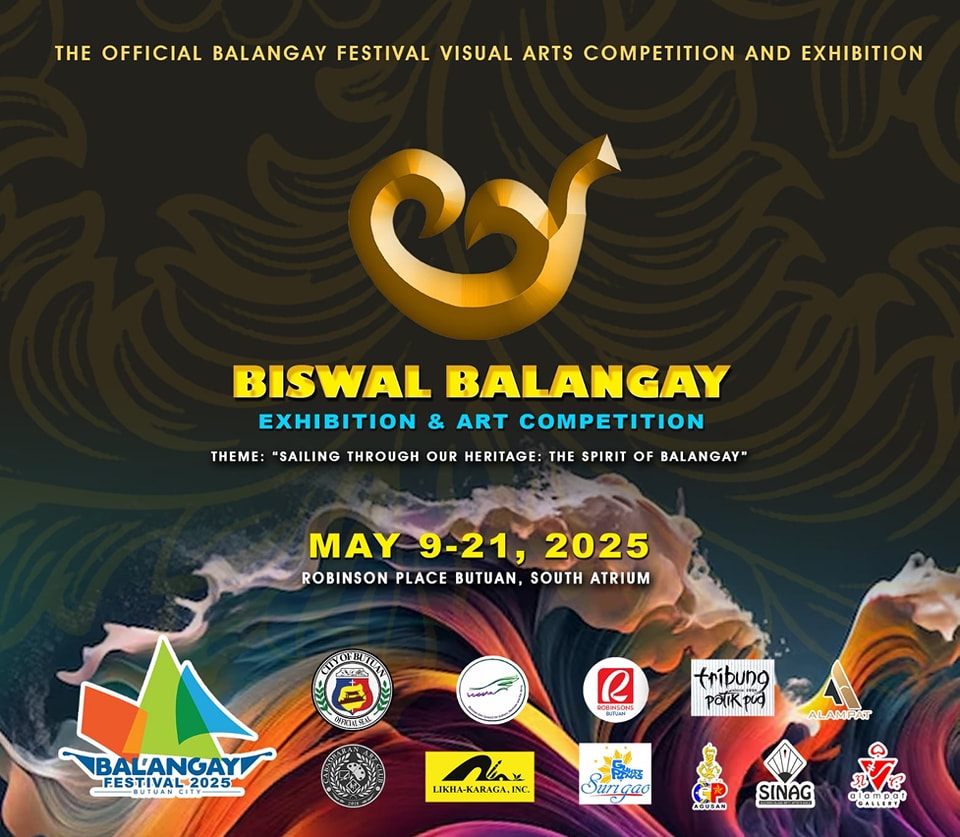 THE OFFICIAL BALANGAY FESTIVAL VISUAL ARTS COMPETITION AND EXHIBITION
BISWAL BALANGAY
EXHIBITION & ART COMPETITION
THEME: “SAILING THROUGH OUR HERITAGE: THE SPIRIT OF BALANGAY”
MAY 9-21, 2025
ROBINSON PLACE BUTUAN, SOUTH ATRIUM
CITY OF BUTUAN
OFFICIAL SEAL
R
ROBINSONS
BUTUAN
tribung
potik pud
ALAMPAT
BALANGAY
FESTIVAL 2025
BUTUAN CITY
2014
LIKHA-KARAGA, INC.
Surigao
AGUSAN
SINAG
alampat
GALLERY